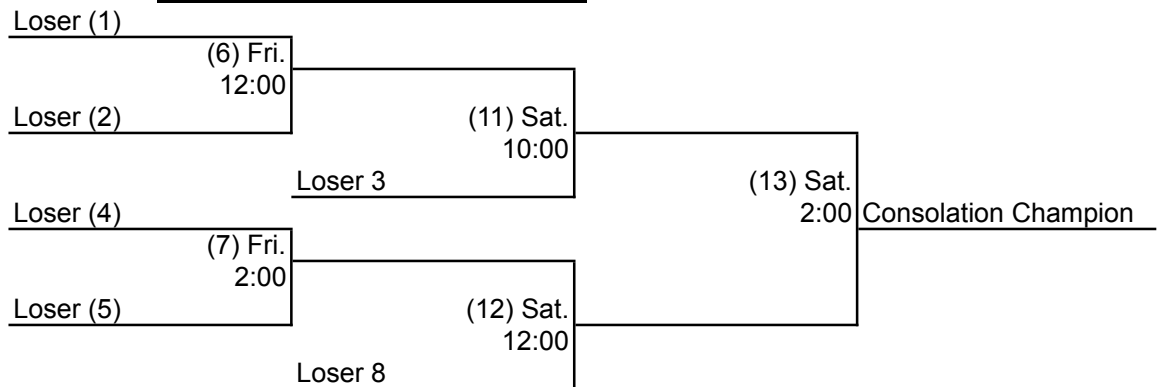 Loser (1)
(6) Fri.
12:00
Loser (2)
(11) Sat.
10:00
Loser 3
(13) Sat.
2:00
Consolation Champion
Loser (4)
(7) Fri.
2:00
Loser (5)
(12) Sat.
12:00
Loser 8